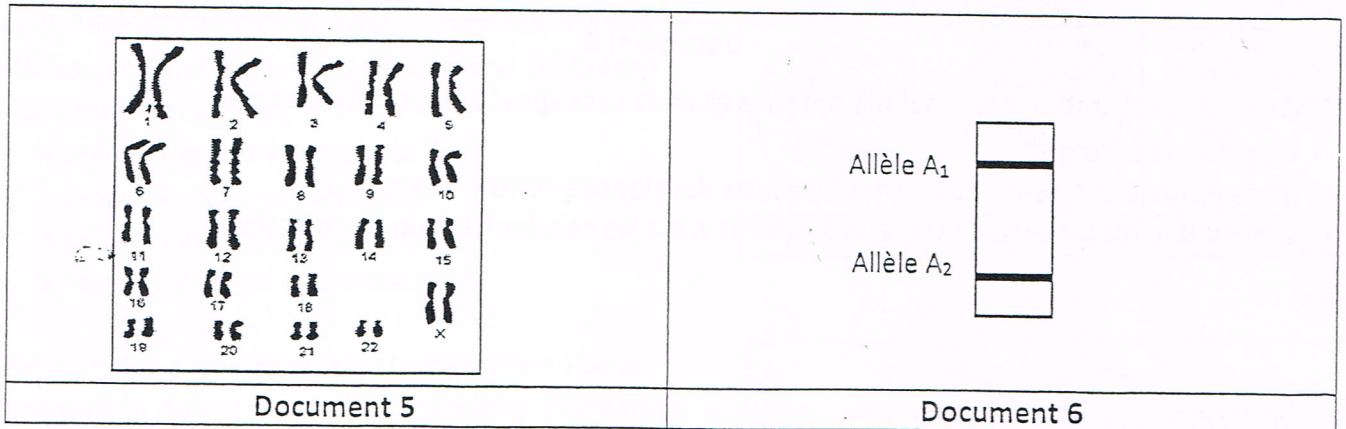 1 2 3 4 5
6 7 8 9 10
11 12 13 14 15
16 17 18 X
19 20 21 22
Allèle A₁
Allèle A₂
Document 5
Document 6